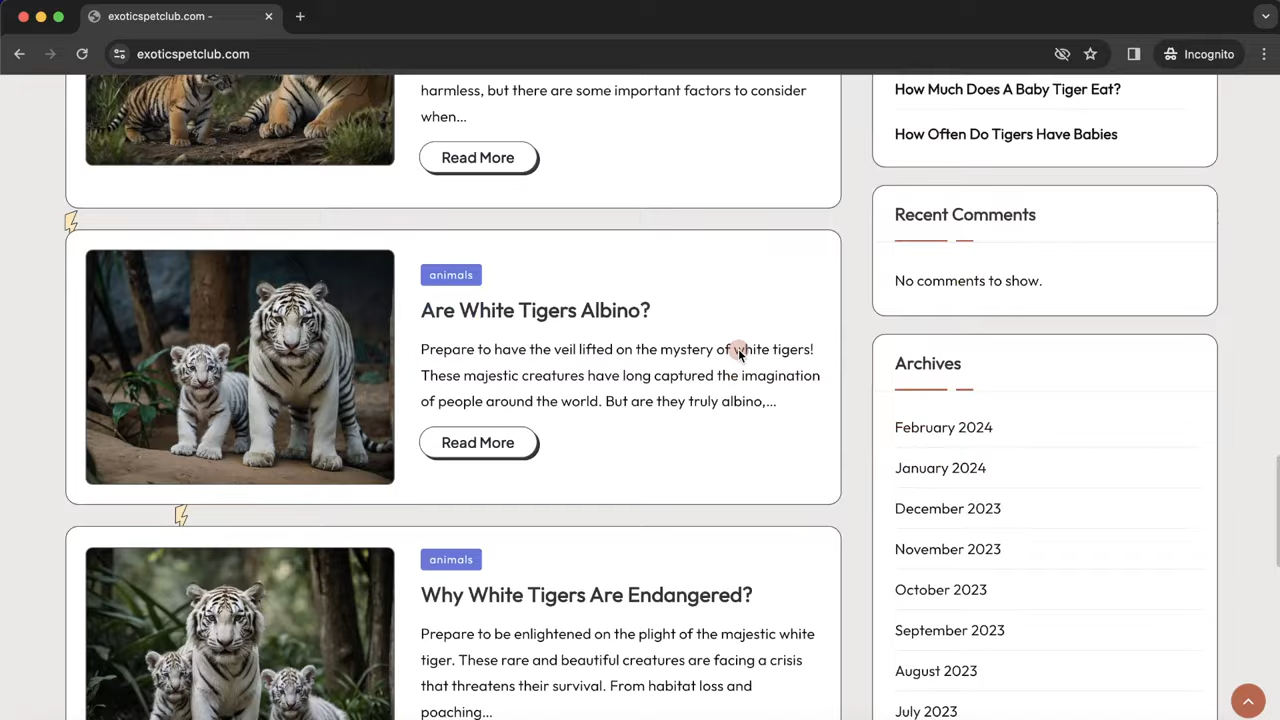 exoticspetclub.com -
exoticspetclub.com
Incognito
harmless, but there are some important factors to consider
when...
Read More
animals
Are White Tigers Albino?
Prepare to have the veil lifted on the mystery of white tigers!
These majestic creatures have long captured the imagination
of people around the world. But are they truly albino,...
Read More
animals
Why White Tigers Are Endangered?
Prepare to be enlightened on the plight of the majestic white
tiger. These rare and beautiful creatures are facing a crisis
that threatens their survival. From habitat loss and
poaching...
How Much Does A Baby Tiger Eat?
How Often Do Tigers Have Babies
Recent Comments
No comments to show.
Archives
February 2024
January 2024
December 2023
November 2023
October 2023
September 2023
August 2023
July 2023